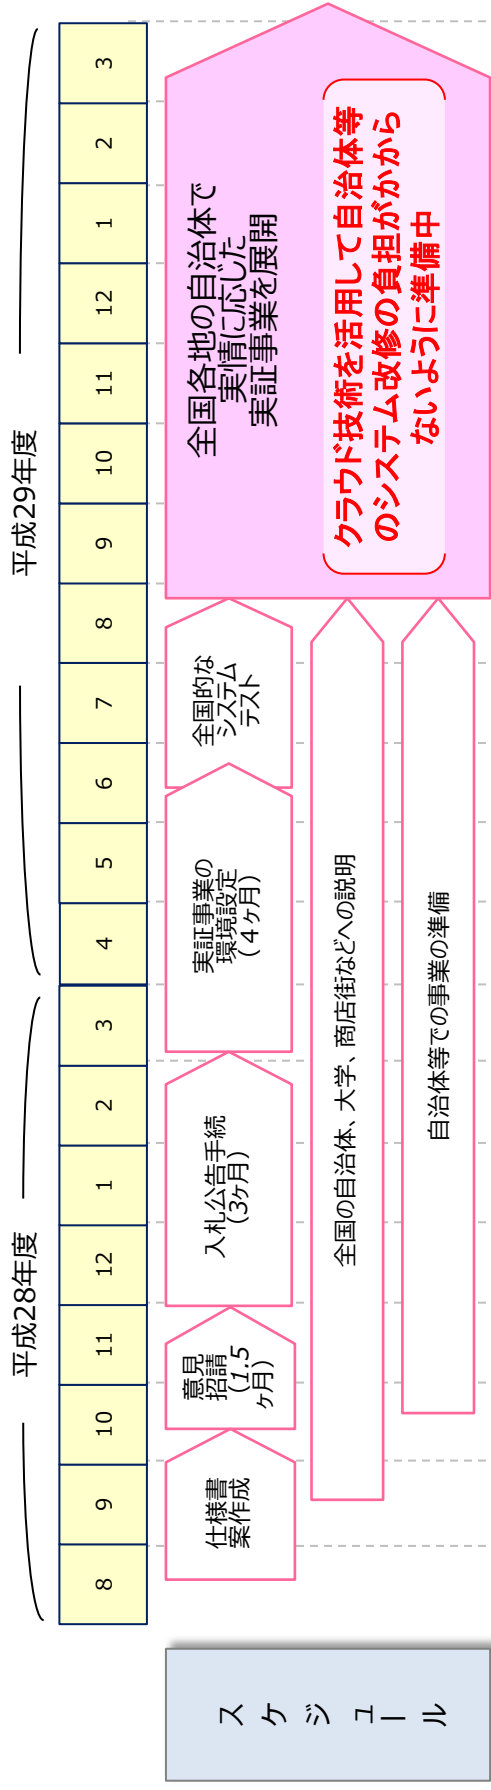 平成28年度
平成29年度
8
9
10
11
12
1
2
3
4
5
6
7
8
9
10
11
12
1
2
3
スケジュール
仕様書
案作成
意見
招請
（1.5
ヶ月）
入札公告手続
（3ヶ月）
実証事業の
環境設定
（４ヶ月）
全国的な
システム
テスト
全国の自治体、大学、商店街などへの説明
自治体等での事業の準備
全国各地の自治体で
実情に応じた
実証事業を展開
クラウド技術を活用して自治体等
のシステム改修の負担がかから
ないように準備中